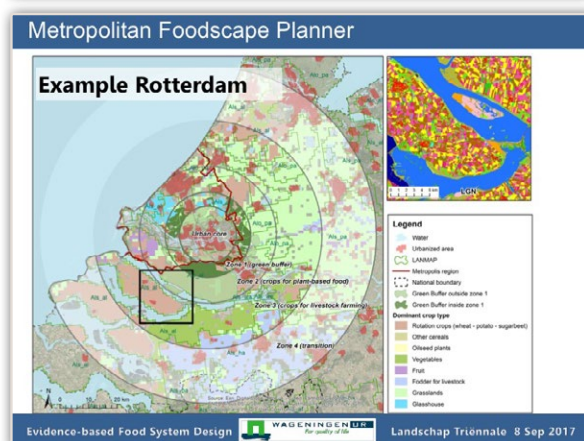 Metropolitan Foodscape Planner
Example Rotterdam
Urban core
Zone 1 (green buffer)
Zone 2 (crops for plant-based food)
Zone 3 (crops for livestock farming)
Zone 4 (transition)
LGN
Legend
Water
Urbanized area
LANMAP
Metropolis region
National boundary
Green Buffer outside zone 1
Green Buffer inside zone 1
Dominant crop type
Rotation crops (wheat - potato - sugarbeet)
Other cereals
Oilseed plants
Vegetables
Fruit
Fodder for livestock
Grasslands
Glasshouse
Evidence-based Food System Design
WAGENINGEN UR
For quality of life
Landschap Triënnale 8 Sep 2017